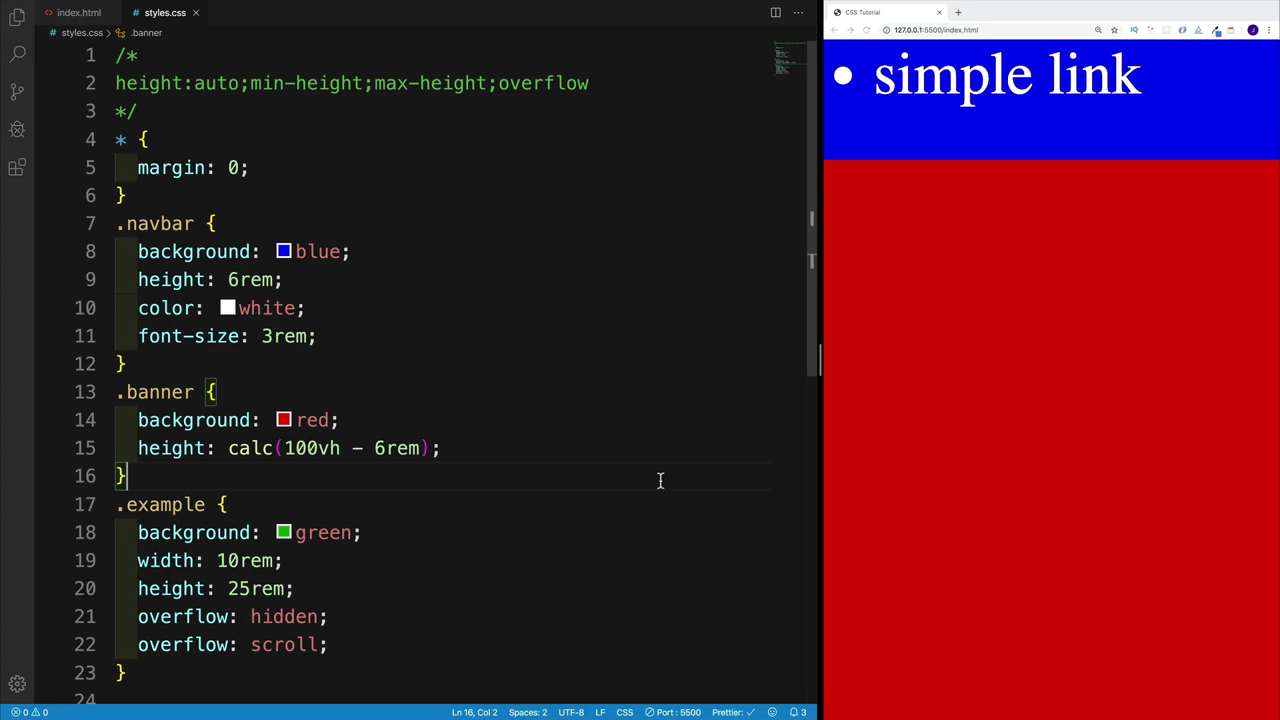 index.html
styles.css
styles.css > .banner
1 /*
2 height:auto;min-height;max-height;overflow
3 */
4 * {
5 margin: 0;
6 }
7 .navbar {
8 background: blue;
9 height: 6rem;
10 color: white;
11 font-size: 3rem;
12 }
13 .banner {
14 background: red;
15 height: calc(100vh - 6rem);
16 }
17 .example {
18 background: green;
19 width: 10rem;
20 height: 25rem;
21 overflow: hidden;
22 overflow: scroll;
23 }
24
0 0 Ln 16, Col 2 Spaces: 2 UTF-8 LF CSS Port : 5500 Prettier: ✓ 3
CSS Tutorial
127.0.0.1:5500/index.html
IQ
J
• simple link